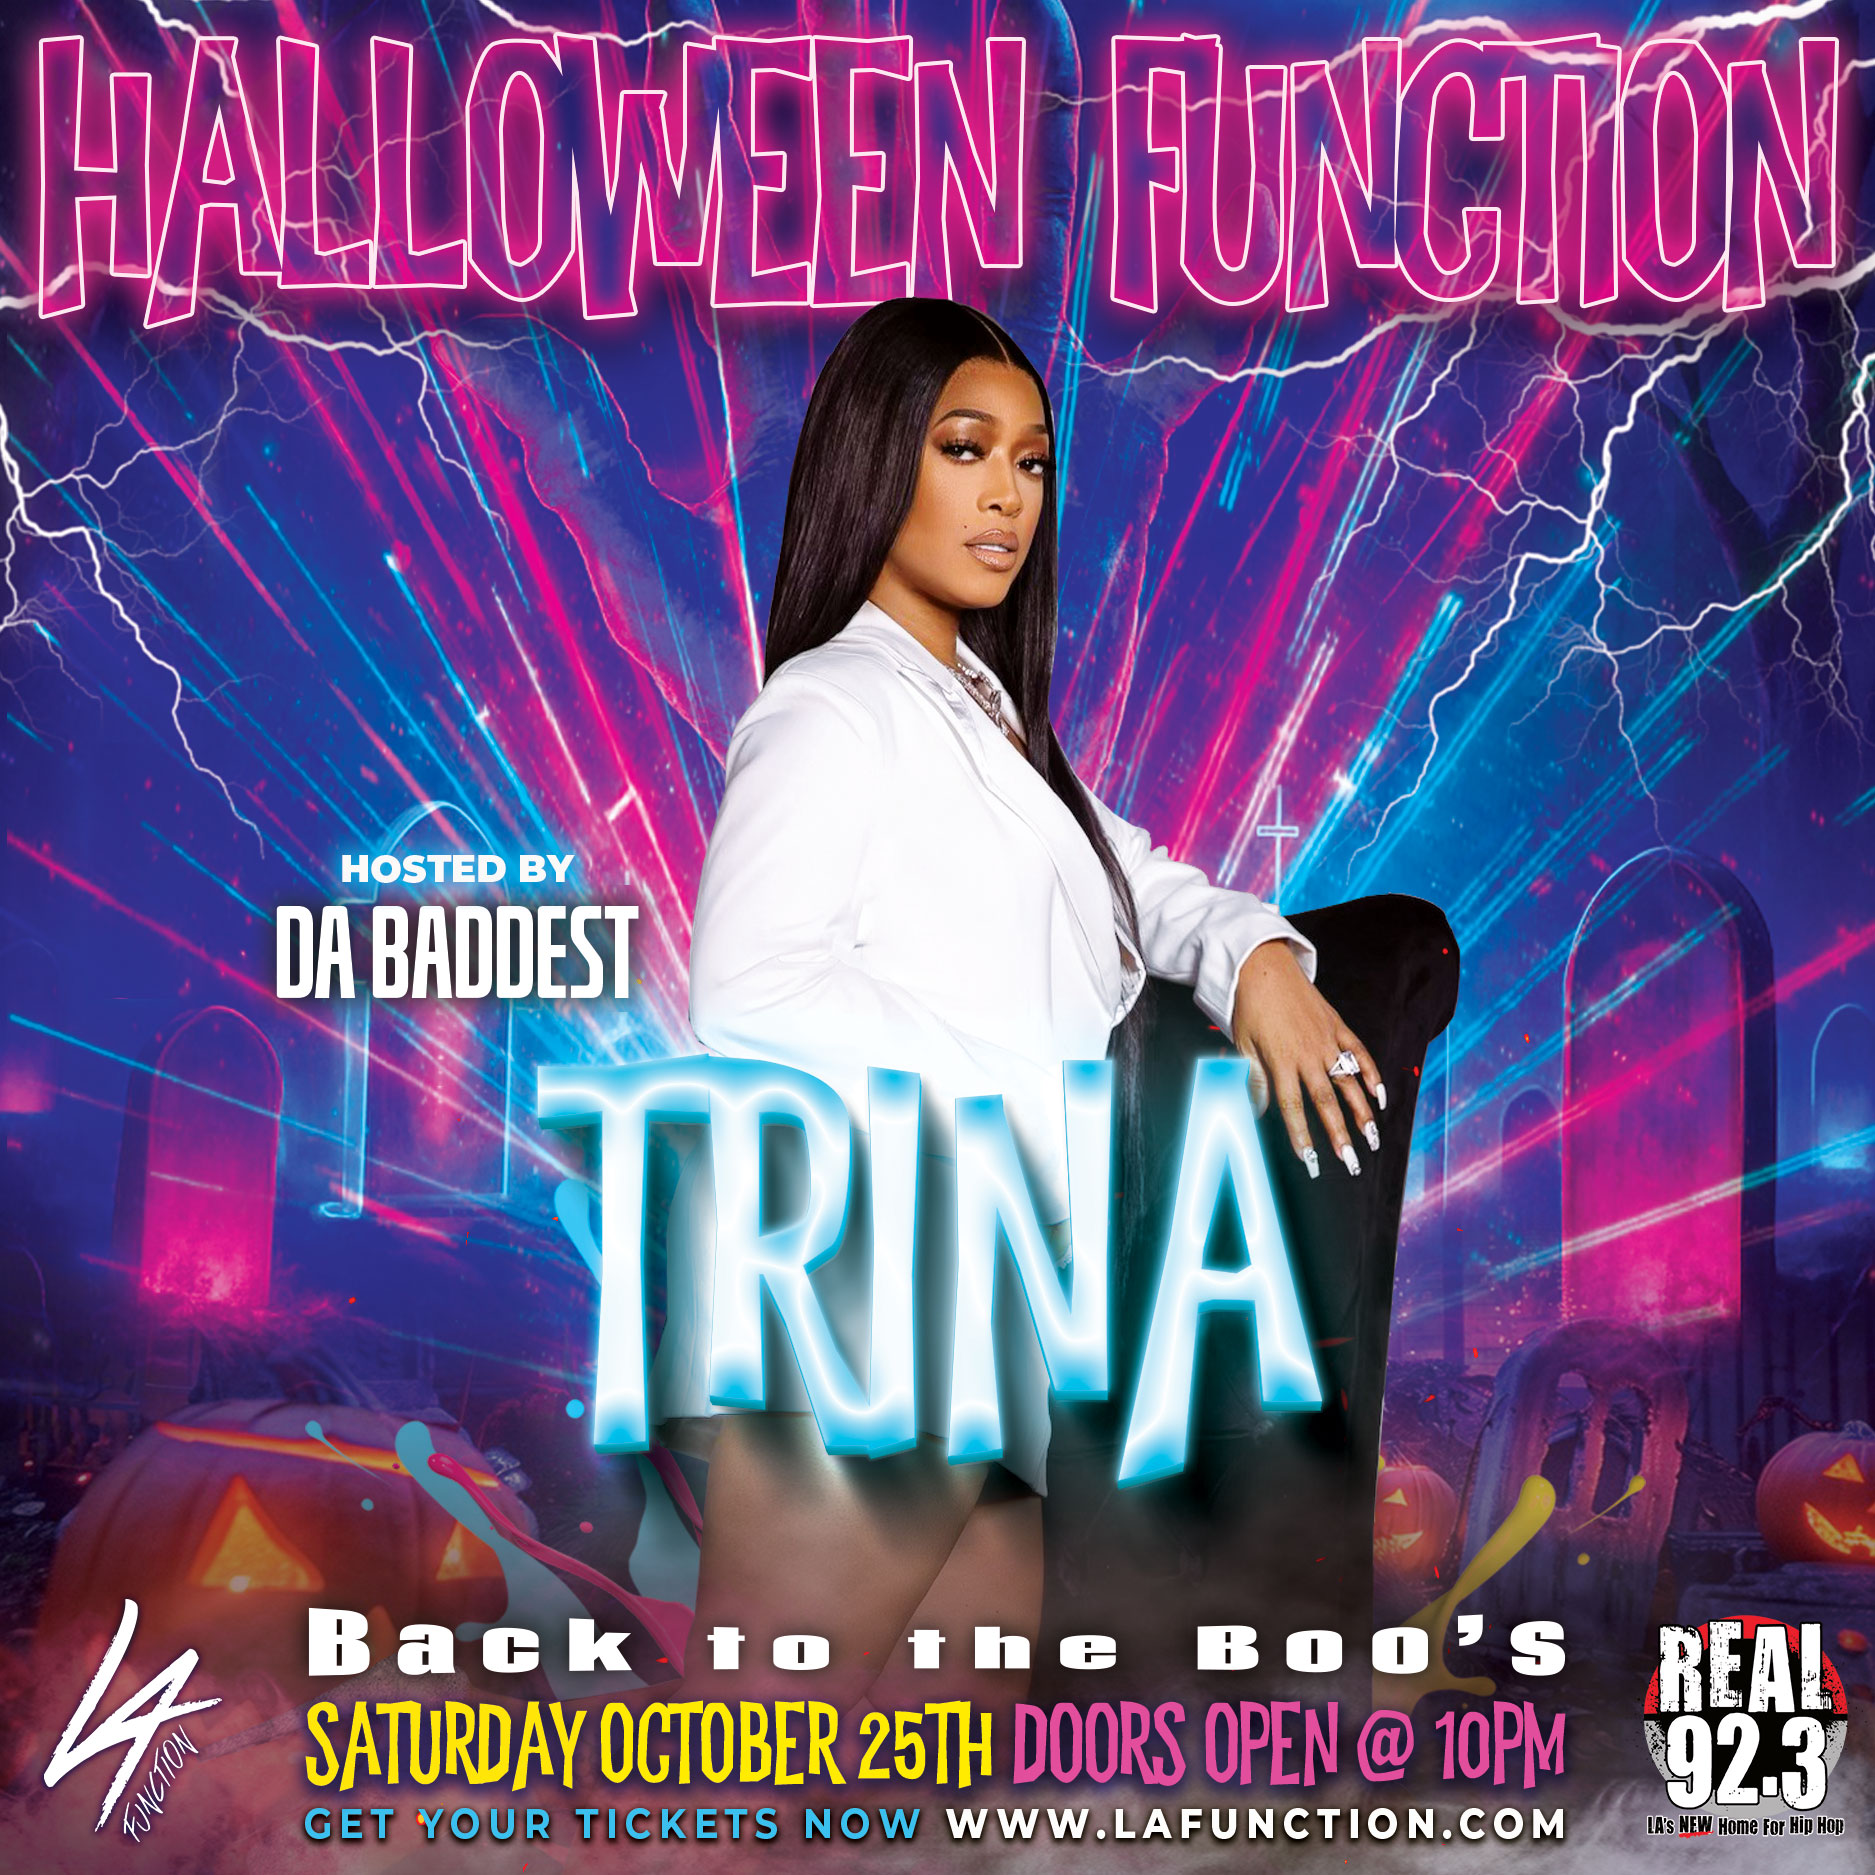 HALLOWEEN FUNCTION
HOSTED BY
DA BADDEST
TRINA
Back to the Boo's
SATURDAY OCTOBER 25TH DOORS OPEN @ 10PM
GET YOUR TICKETS NOW WWW.LAFUNCTION.COM
LA
FUNCTION
REAL
92.3
LA's NEW Home For Hip Hop